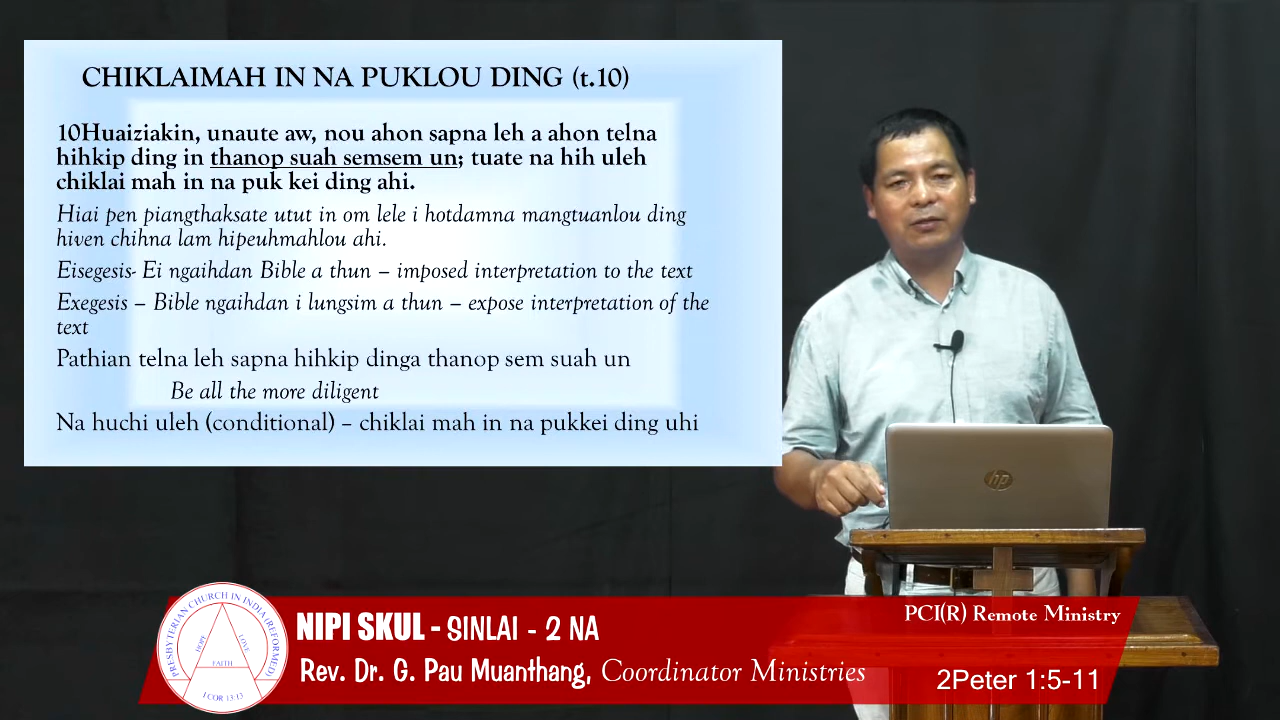 CHIKLAIMAH IN NA PUKLOU DING (t.10)
10Huaiziakin, unaute aw, nou ahon sapna leh a ahon telna
hihkip ding in thanop suah semsem un; tuate na hih uleh
chiklai mah in na puk kei ding ahi.
Hiai pen piangthaksate utut in om lele i hotdamna mangtuanlou ding
hiven chihna lam hipeuhmahlou ahi.
Eisegesis- Ei ngaihdan Bible a thun – imposed interpretation to the text
Exegesis – Bible ngaihdan i lungsim a thun – expose interpretation of the
text
Pathian telna leh sapna hihkip dinga thanop sem suah un
Be all the more diligent
Na huchi uleh (conditional) – chiklai mah in na pukkei ding uhi
hp
PRESBYTERIAN CHURCH IN INDIA (REFORMED)
HOPE
LOVE
FAITH
I COR 13:13
NIPI SKUL - SINLAI - 2 NA
PCI(R) Remote Ministry
Rev. Dr. G. Pau Muanthang, Coordinator Ministries
2Peter 1:5-11